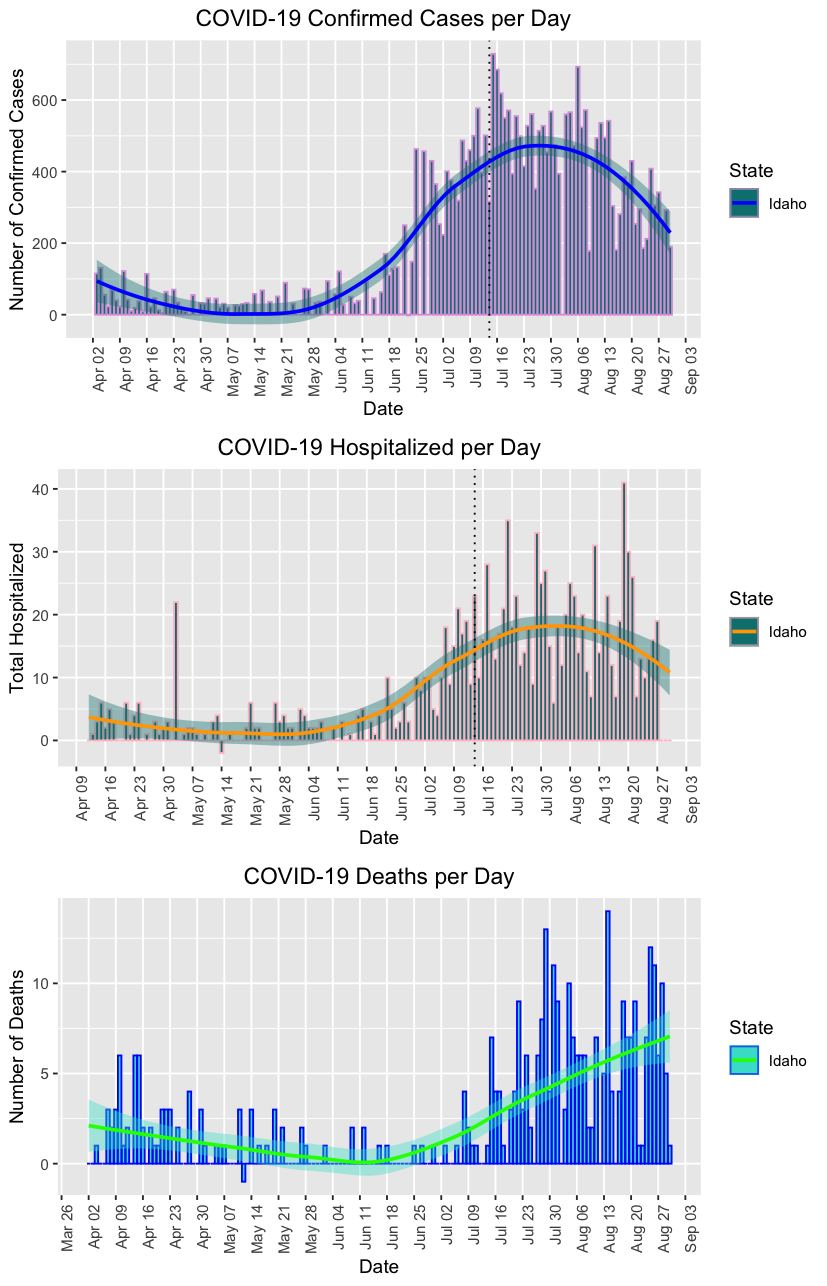 COVID-19 Confirmed Cases per Day
Number of Confirmed Cases
600
400
200
0
Apr 02
Apr 09
Apr 16
Apr 23
Apr 30
May 07
May 14
May 21
May 28
Jun 04
Jun 11
Jun 18
Jun 25
Jul 02
Jul 09
Jul 16
Jul 23
Jul 30
Aug 06
Aug 13
Aug 20
Aug 27
Sep 03
Date
State
Idaho
COVID-19 Hospitalized per Day
Total Hospitalized
40
30
20
10
0
Apr 09
Apr 16
Apr 23
Apr 30
May 07
May 14
May 21
May 28
Jun 04
Jun 11
Jun 18
Jun 25
Jul 02
Jul 09
Jul 16
Jul 23
Jul 30
Aug 06
Aug 13
Aug 20
Aug 27
Sep 03
Date
State
Idaho
COVID-19 Deaths per Day
Number of Deaths
10
5
0
Mar 26
Apr 02
Apr 09
Apr 16
Apr 23
Apr 30
May 07
May 14
May 21
May 28
Jun 04
Jun 11
Jun 18
Jun 25
Jul 02
Jul 09
Jul 16
Jul 23
Jul 30
Aug 06
Aug 13
Aug 20
Aug 27
Sep 03
Date
State
Idaho